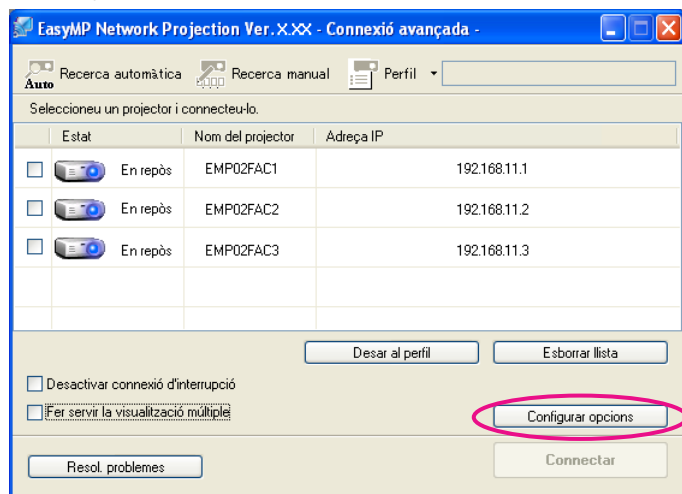 EasyMP Network Projection Ver.X.XX - Connexió avançada -
Auto Recerca automàtica Recerca manual Perfil
Seleccioneu un projector i connecteu-lo.
Estat Nom del projector Adreça IP
En repòs EMP02FAC1 192.168.11.1
En repòs EMP02FAC2 192.168.11.2
En repòs EMP02FAC3 192.168.11.3
Desar al perfil Esborrar llista
Desactivar connexió d'interrupció
Fer servir la visualització múltiple
Configurar opcions
Resol. problemes Connectar